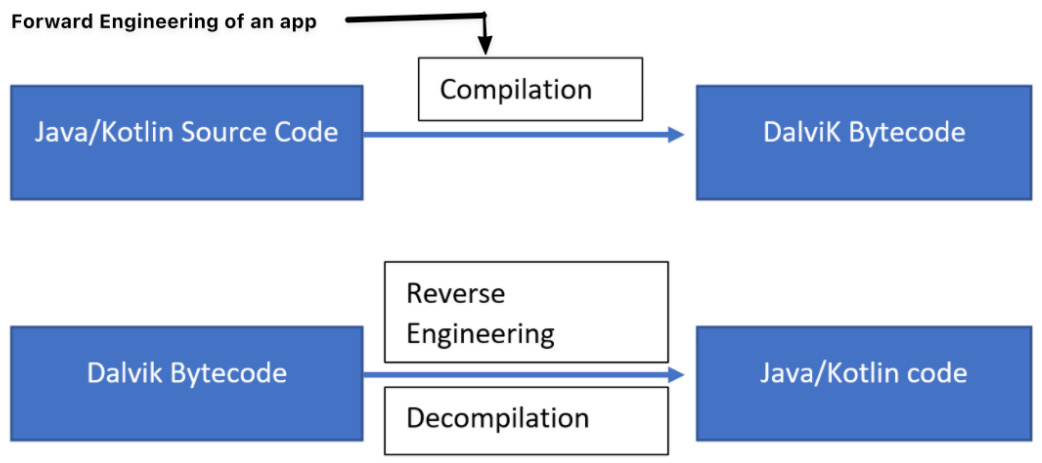 Forward Engineering of an app
Compilation
Java/Kotlin Source Code
DalviK Bytecode
Reverse
Engineering
Dalvik Bytecode
Java/Kotlin code
Decompilation